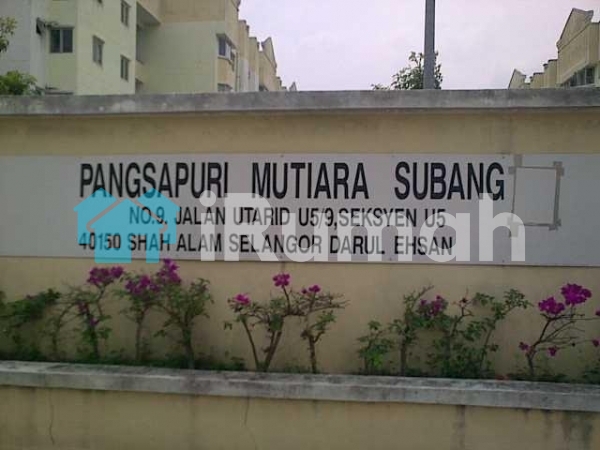 PANGSAPURI MUTIARA SUBANG
NO.9, JALAN UTARID U5/9,SEKSYEN U5
40150 SHAH ALAM SELANGOR DARUL EHSAN
iRumah